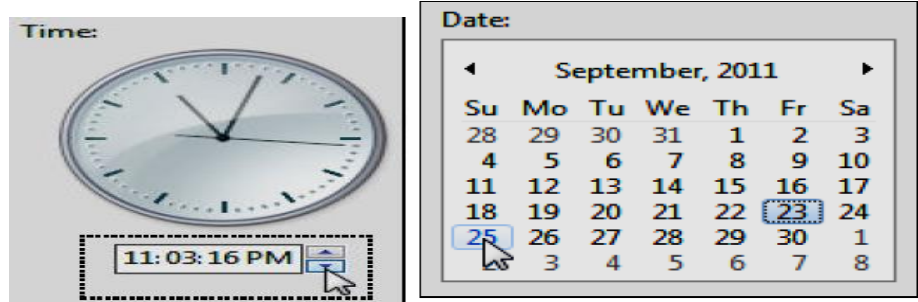 Time:
11:03:16 PM
Date:
September, 2011
Su Mo Tu We Th Fr Sa
28 29 30 31 1 2 3
4 5 6 7 8 9 10
11 12 13 14 15 16 17
18 19 20 21 22 23 24
25 26 27 28 29 30 1
3 4 5 6 7 8